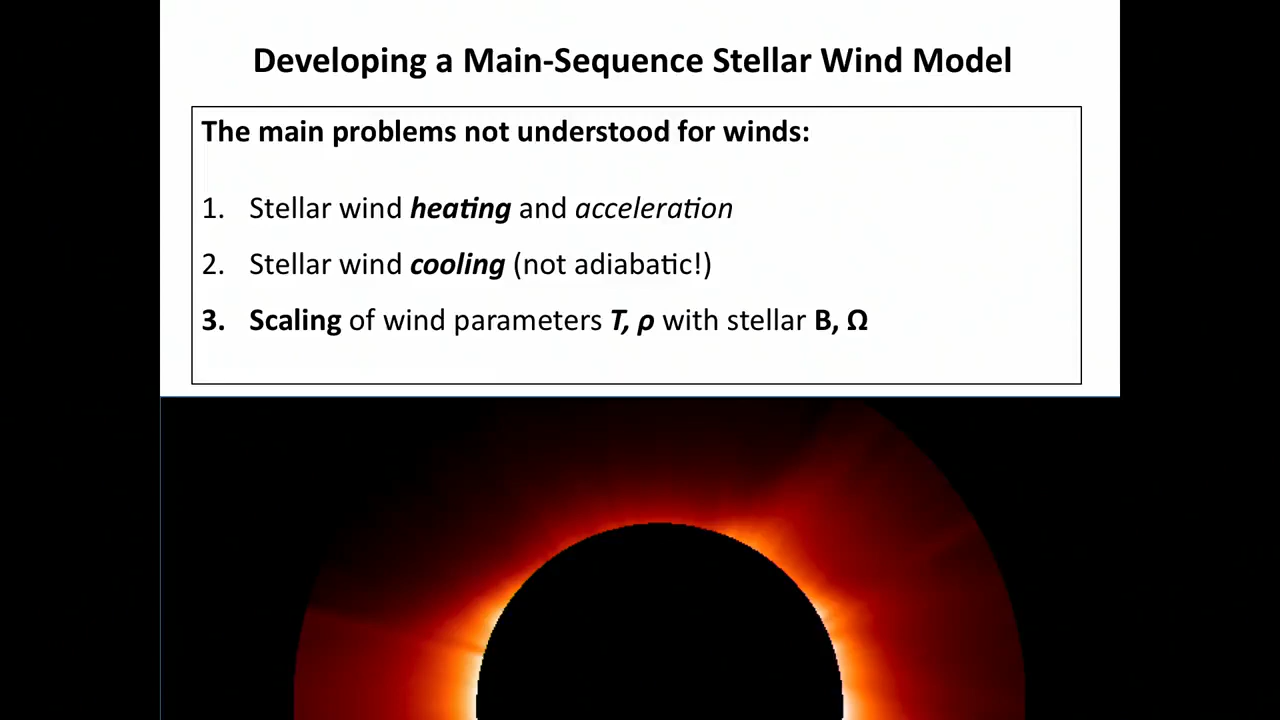 Developing a Main-Sequence Stellar Wind Model
The main problems not understood for winds:
1. Stellar wind heating and acceleration
2. Stellar wind cooling (not adiabatic!)
3. Scaling of wind parameters T, ρ with stellar B, Ω